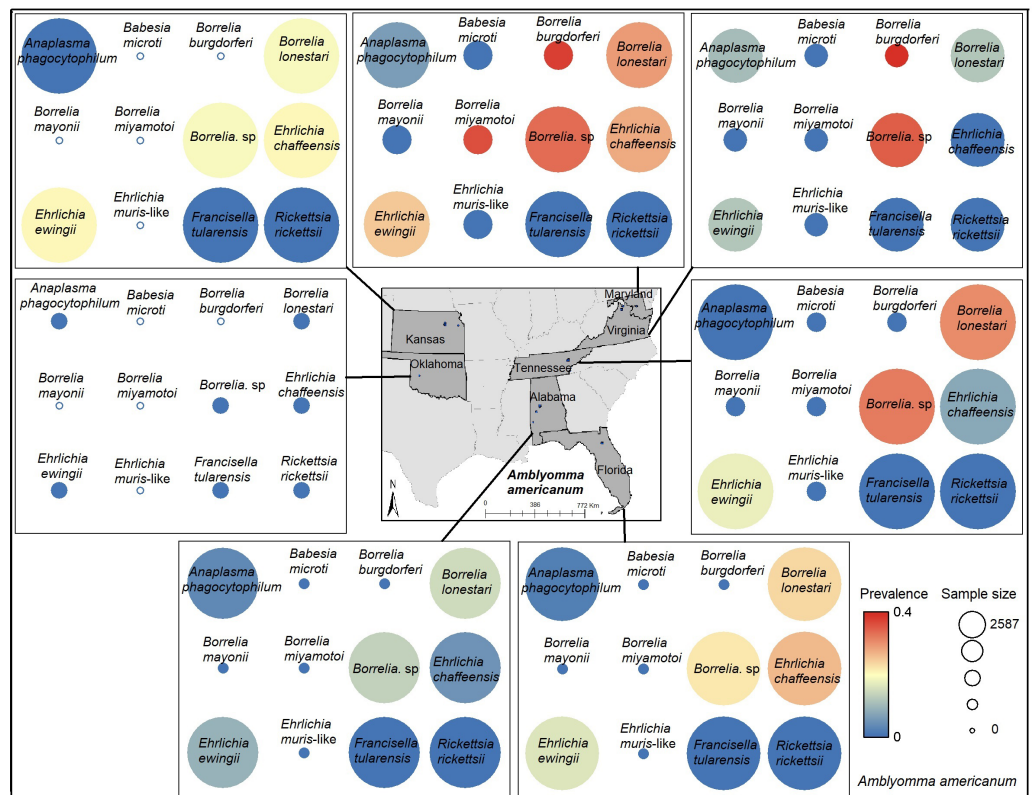 Anaplasma
phagocytophilum
Babesia
microti
Borrelia
burgdorferi
Borrelia
lonestari
Borrelia
mayonii
Borrelia
miyamotoi
Borrelia. sp
Ehrlichia
chaffeensis
Ehrlichia
ewingii
Ehrlichia
muris-like
Francisella
tularensis
Rickettsia
rickettsii
Anaplasma
phagocytophilum
Babesia
microti
Borrelia
burgdorferi
Borrelia
lonestari
Borrelia
mayonii
Borrelia
miyamotoi
Borrelia. sp
Ehrlichia
chaffeensis
Ehrlichia
ewingii
Ehrlichia
muris-like
Francisella
tularensis
Rickettsia
rickettsii
Anaplasma
phagocytophilum
Babesia
microti
Borrelia
burgdorferi
Borrelia
lonestari
Borrelia
mayonii
Borrelia
miyamotoi
Borrelia. sp
Ehrlichia
chaffeensis
Ehrlichia
ewingii
Ehrlichia
muris-like
Francisella
tularensis
Rickettsia
rickettsii
Anaplasma
phagocytophilum
Babesia
microti
Borrelia
burgdorferi
Borrelia
lonestari
Borrelia
mayonii
Borrelia
miyamotoi
Borrelia. sp
Ehrlichia
chaffeensis
Ehrlichia
ewingii
Ehrlichia
muris-like
Francisella
tularensis
Rickettsia
rickettsii
Maryland
Virginia
Kansas
Oklahoma
Tennessee
Alabama
Florida
Amblyomma
americanum
N
0 386 772 Km
Anaplasma
phagocytophilum
Babesia
microti
Borrelia
burgdorferi
Borrelia
lonestari
Borrelia
mayonii
Borrelia
miyamotoi
Borrelia. sp
Ehrlichia
chaffeensis
Ehrlichia
ewingii
Ehrlichia
muris-like
Francisella
tularensis
Rickettsia
rickettsii
Anaplasma
phagocytophilum
Babesia
microti
Borrelia
burgdorferi
Borrelia
lonestari
Borrelia
mayonii
Borrelia
miyamotoi
Borrelia. sp
Ehrlichia
chaffeensis
Ehrlichia
ewingii
Ehrlichia
muris-like
Francisella
tularensis
Rickettsia
rickettsii
Anaplasma
phagocytophilum
Babesia
microti
Borrelia
burgdorferi
Borrelia
lonestari
Borrelia
mayonii
Borrelia
miyamotoi
Borrelia. sp
Ehrlichia
chaffeensis
Ehrlichia
ewingii
Ehrlichia
muris-like
Francisella
tularensis
Rickettsia
rickettsii
Prevalence
0.4
0
Sample size
2587
0
Amblyomma americanum